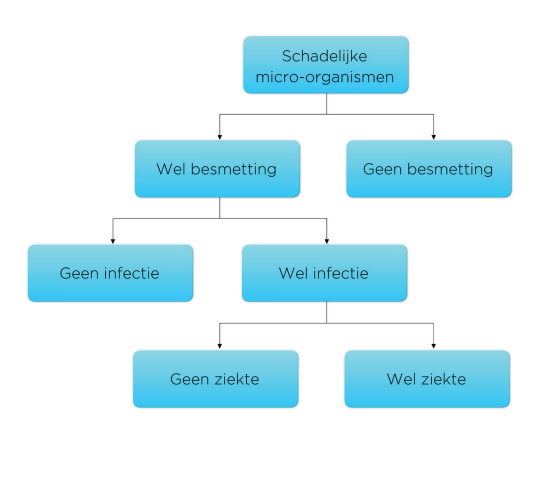 Schadelijke
micro-organismen
Wel besmetting
Geen besmetting
Geen infectie
Wel infectie
Geen ziekte
Wel ziekte